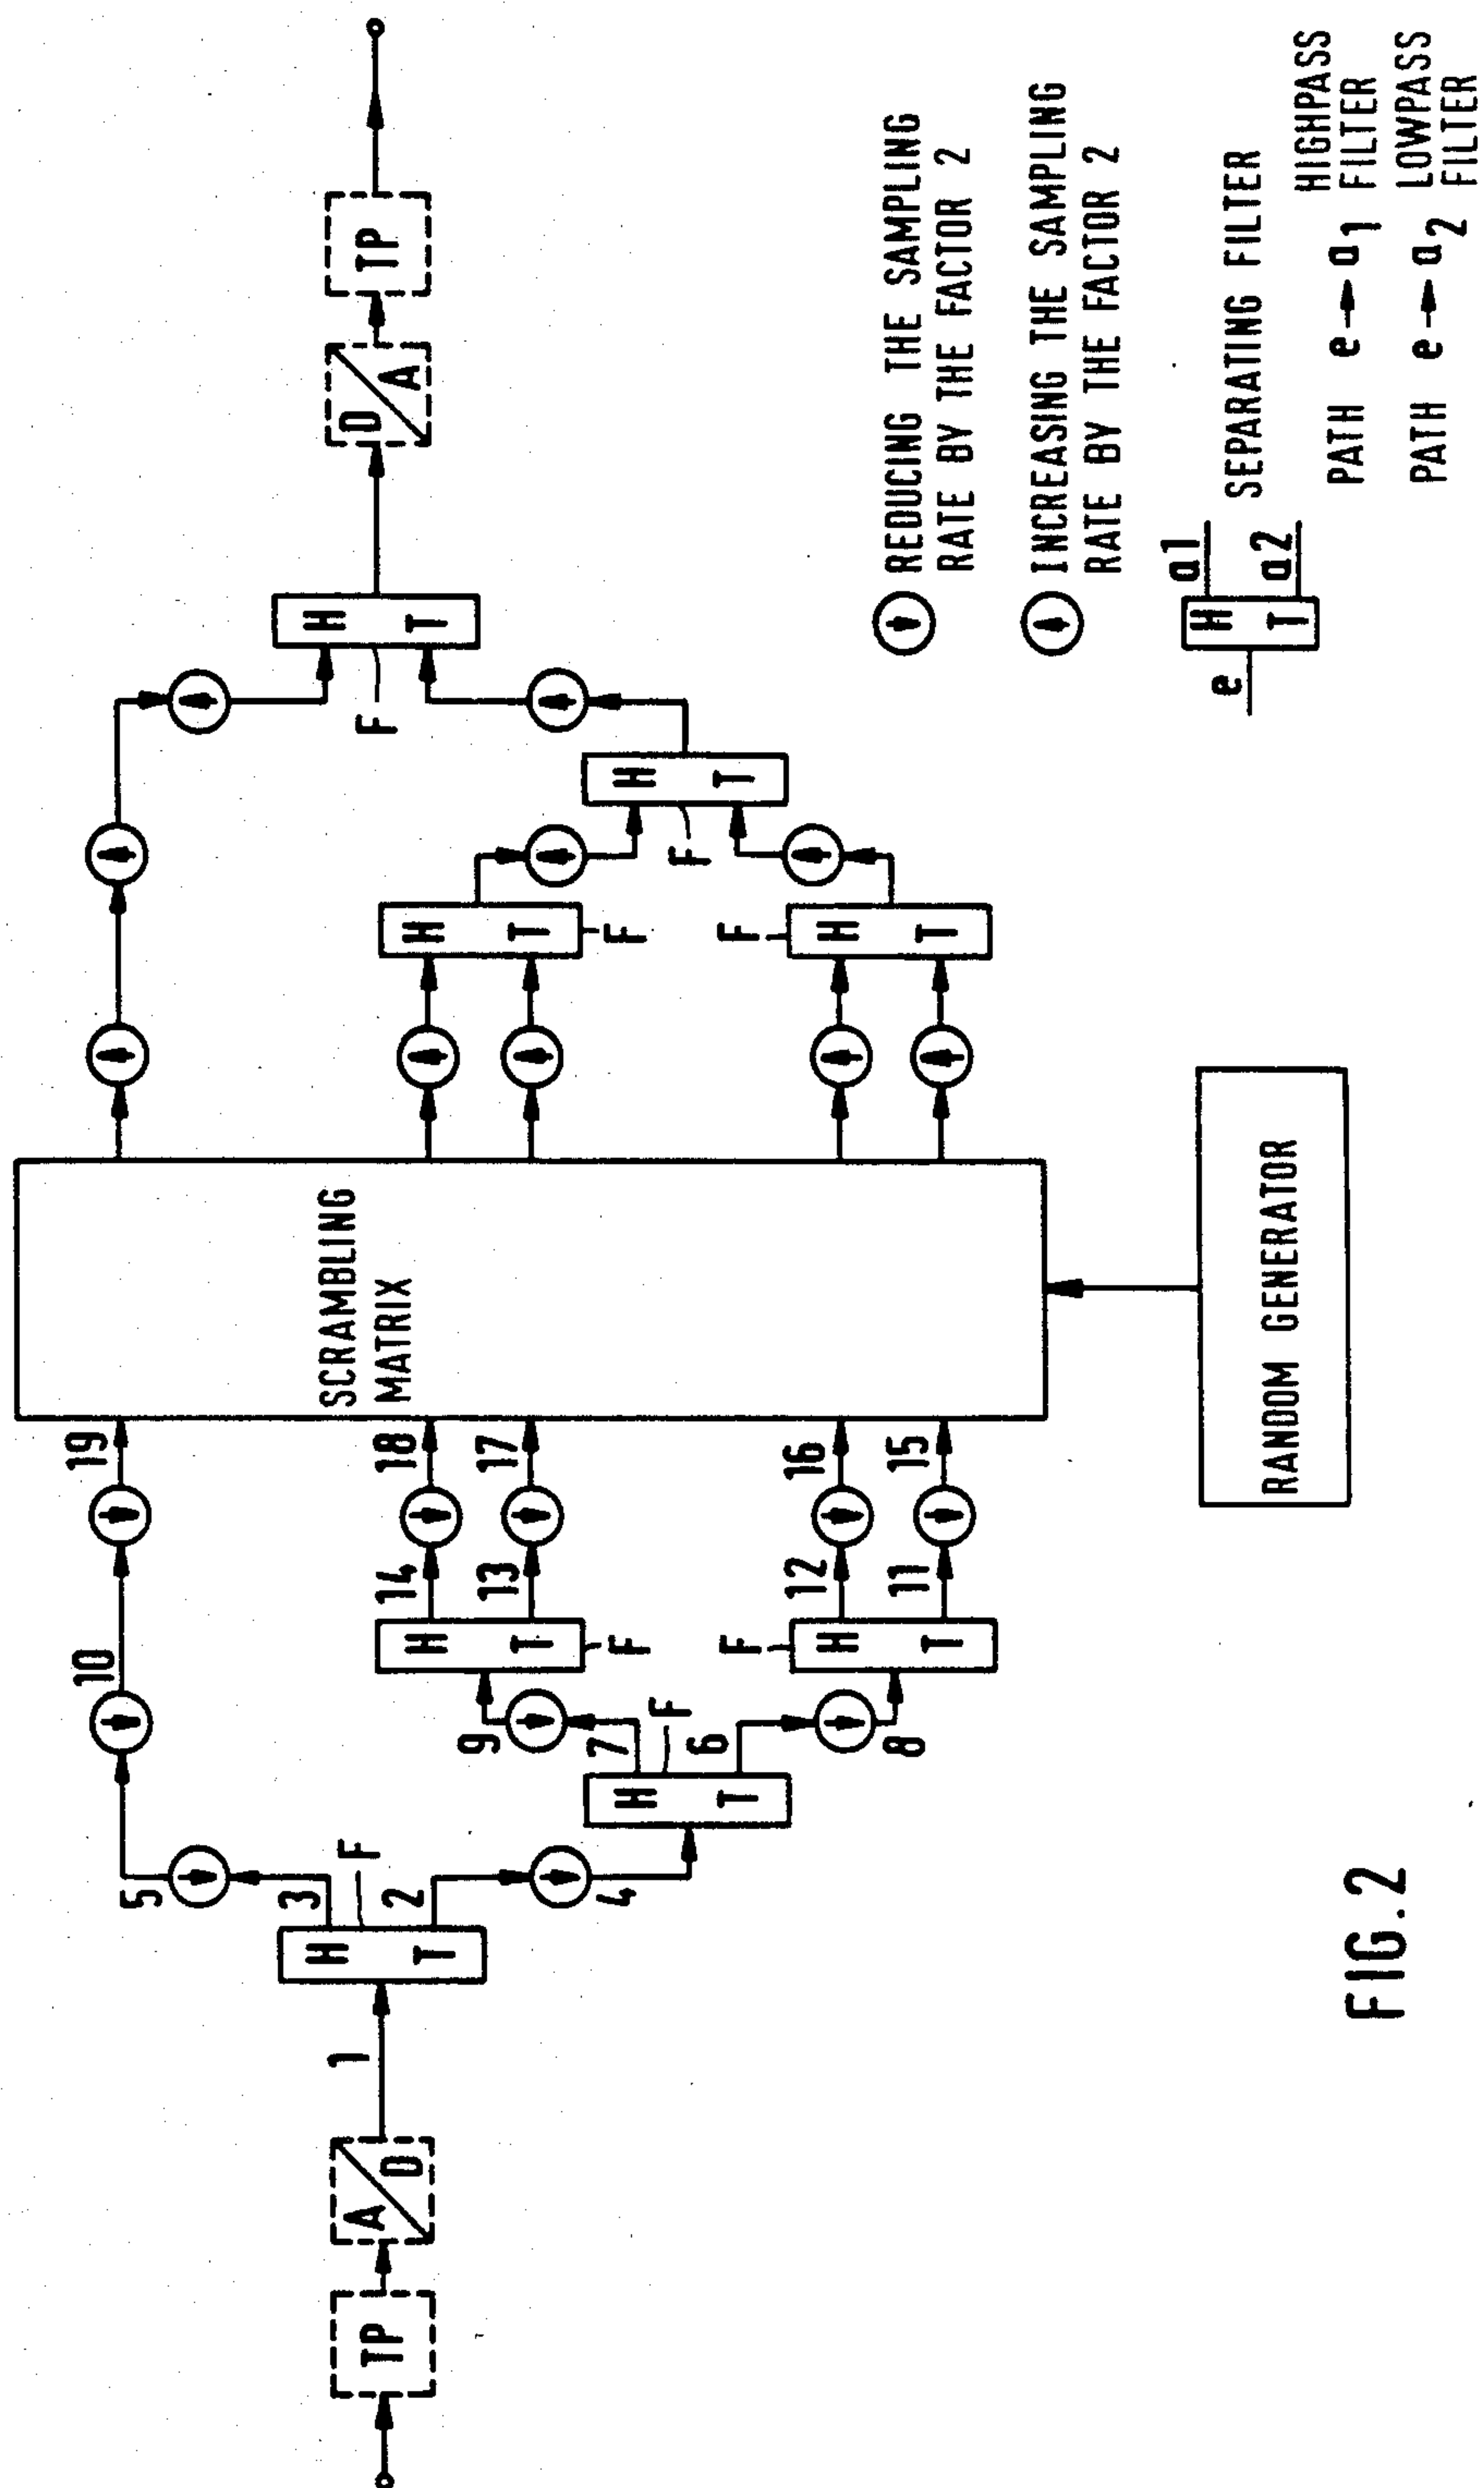 TP
A
D
1
H
T
F
3
2
5
4
H
T
F
7
6
9
8
10
H
T
F
F
H
T
14
13
12
11
19
18
17
16
15
SCRAMBLING
MATRIX
RANDOM GENERATOR
H
T
F
F
H
T
H
T
F
H
T
F
D
A
TP
REDUCING THE SAMPLING
RATE BY THE FACTOR 2
INCREASING THE SAMPLING
RATE BY THE FACTOR 2
e
H
T
a1
a2
SEPARATING FILTER
PATH e→a1 HIGHPASS
FILTER
PATH e→a2 LOWPASS
FILTER
FIG.2